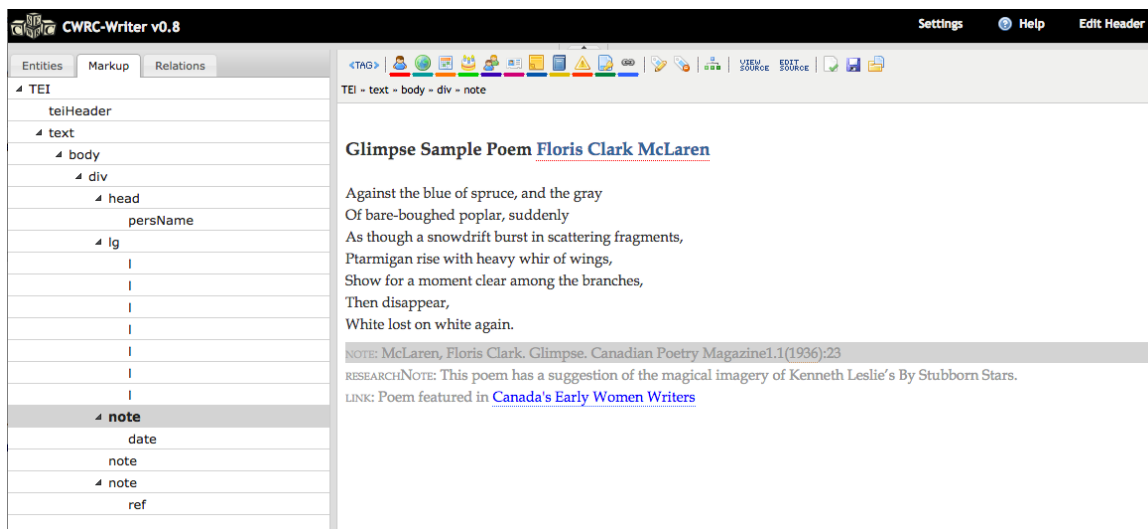 CWRC-Writer v0.8
Settings
Help
Edit Header
Entities
Markup
Relations
<TAG>
VIEW SOURCE
EDIT SOURCE
TEI » text » body » div » note
TEI
teiHeader
text
body
div
head
persName
lg
l
l
l
l
l
l
l
note
date
note
note
ref
Glimpse Sample Poem Floris Clark McLaren
Against the blue of spruce, and the gray
Of bare-boughed poplar, suddenly
As though a snowdrift burst in scattering fragments,
Ptarmigan rise with heavy whir of wings,
Show for a moment clear among the branches,
Then disappear,
White lost on white again.
NOTE: McLaren, Floris Clark. Glimpse. Canadian Poetry Magazine1.1(1936):23
RESEARCHNOTE: This poem has a suggestion of the magical imagery of Kenneth Leslie's By Stubborn Stars.
LINK: Poem featured in Canada's Early Women Writers